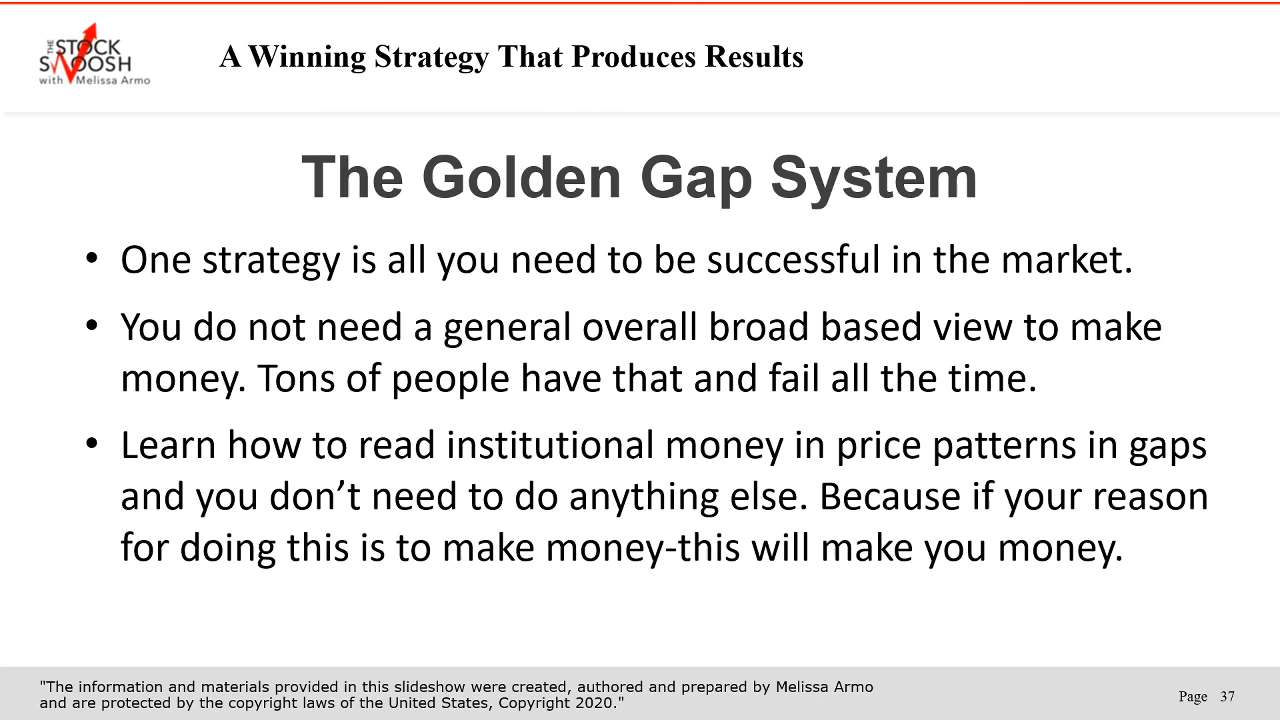 THE STOCK
SWOOSH
with Melissa Armo
A Winning Strategy That Produces Results
The Golden Gap System
• One strategy is all you need to be successful in the market.
• You do not need a general overall broad based view to make
money. Tons of people have that and fail all the time.
• Learn how to read institutional money in price patterns in gaps
and you don’t need to do anything else. Because if your reason
for doing this is to make money-this will make you money.
"The information and materials provided in this slideshow were created, authored and prepared by Melissa Armo
and are protected by the copyright laws of the United States, Copyright 2020."
Page 37